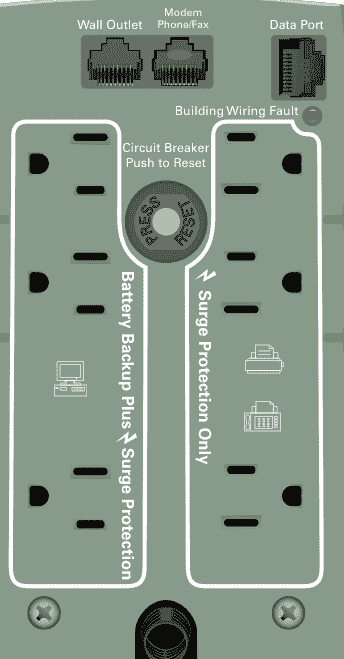 Wall Outlet
Modem
Phone/Fax
Data Port
Building Wiring Fault
Circuit Breaker
Push to Reset
PRESS
RESET
Battery Backup Plus Surge Protection
Surge Protection Only